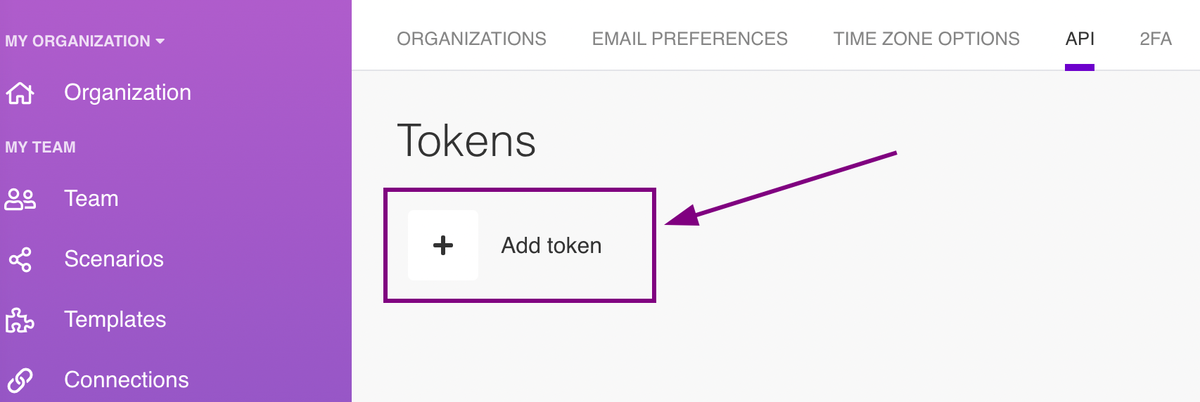 MY ORGANIZATION
Organization
MY TEAM
Team
Scenarios
Templates
Connections
ORGANIZATIONS EMAIL PREFERENCES TIME ZONE OPTIONS API 2FA
Tokens
Add token